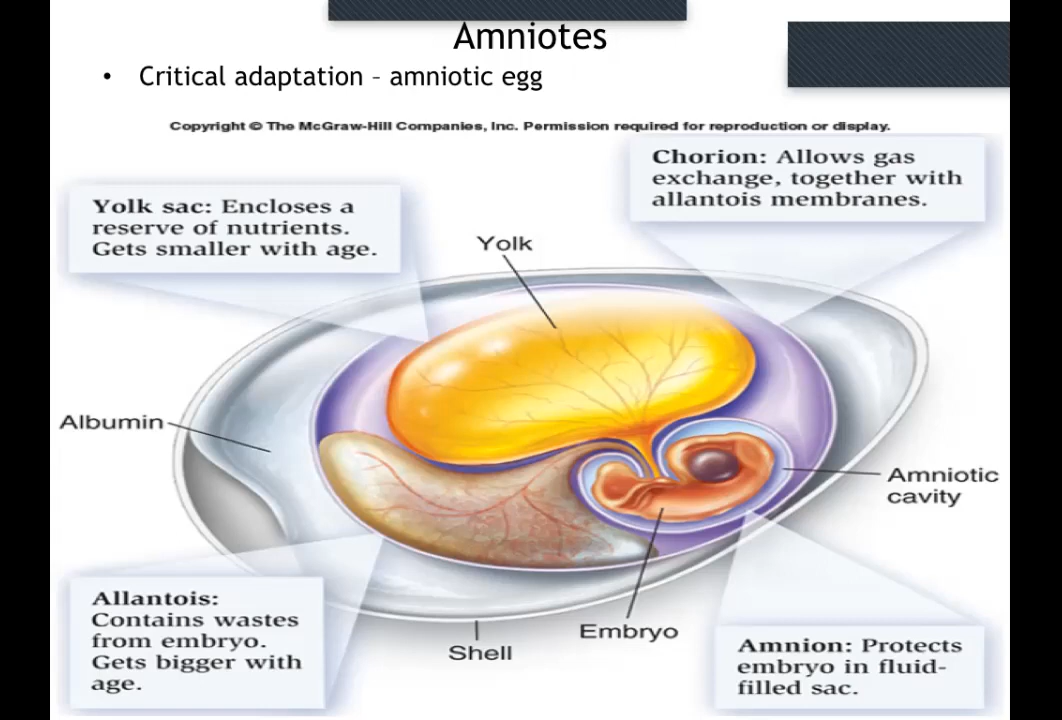 Amniotes
• Critical adaptation – amniotic egg
Copyright © The McGraw-Hill Companies, Inc. Permission required for reproduction or display.
Chorion: Allows gas
exchange, together with
allantois membranes.
Yolk sac: Encloses a
reserve of nutrients.
Gets smaller with age.
Yolk
Albumin
Amniotic
cavity
Allantois:
Contains wastes
from embryo.
Gets bigger with
age.
Shell
Embryo
Amnion: Protects
embryo in fluid-
filled sac.